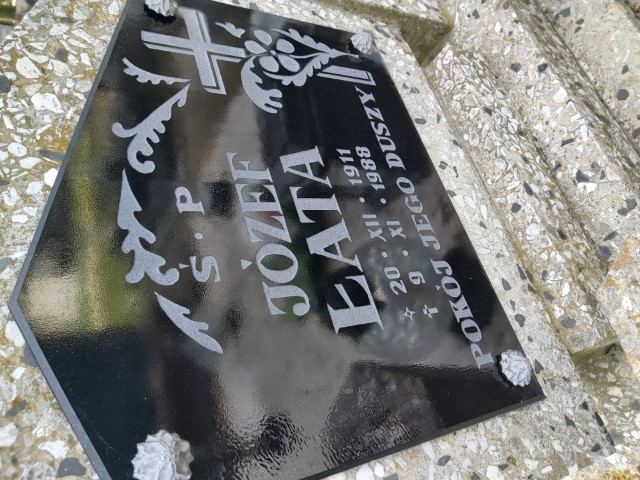 Ś.P
JÓZEF
ŁATA
☆ 20.XII.1911
✝ 9.XI.1988
POKÓJ JEGO DUSZY